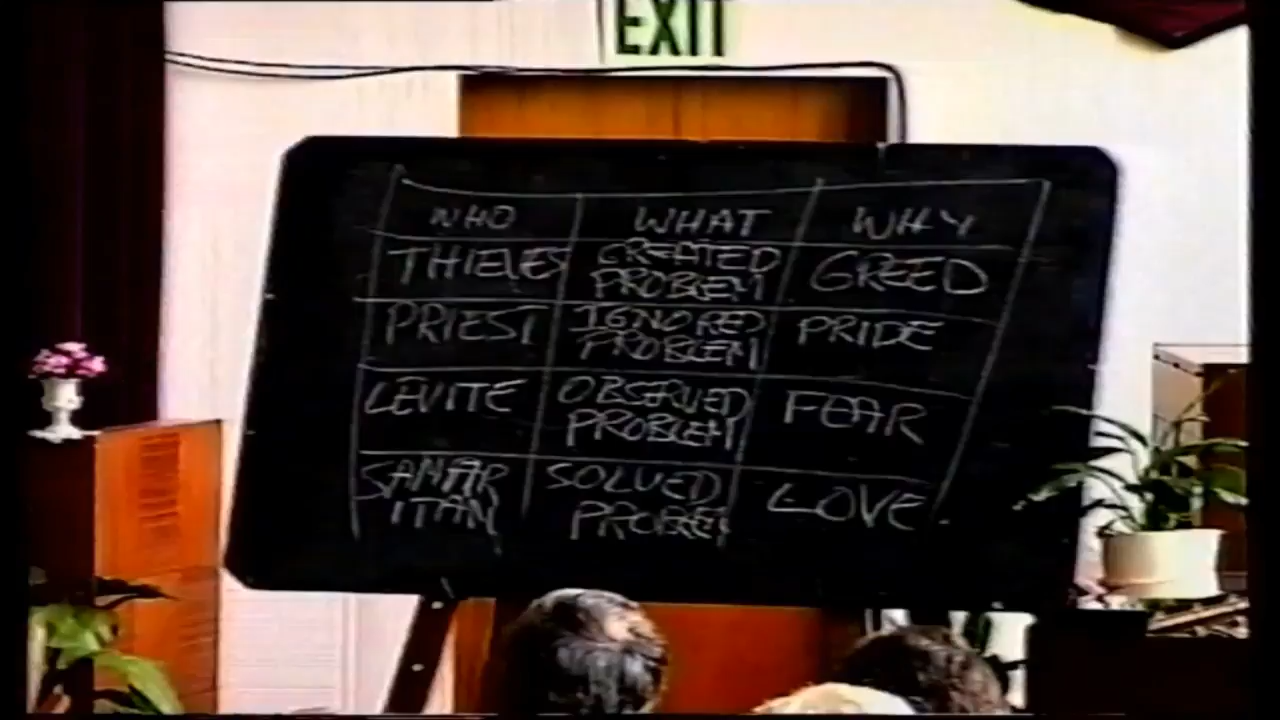 EXIT
WHO WHAT WHY
THIEVES CREATED PROBLEM GREED
PRIEST IGNORED PROBLEM PRIDE
LEVITE OBSERVED PROBLEM FEAR
SAMAR ITAN SOLVED PROBLEM LOVE